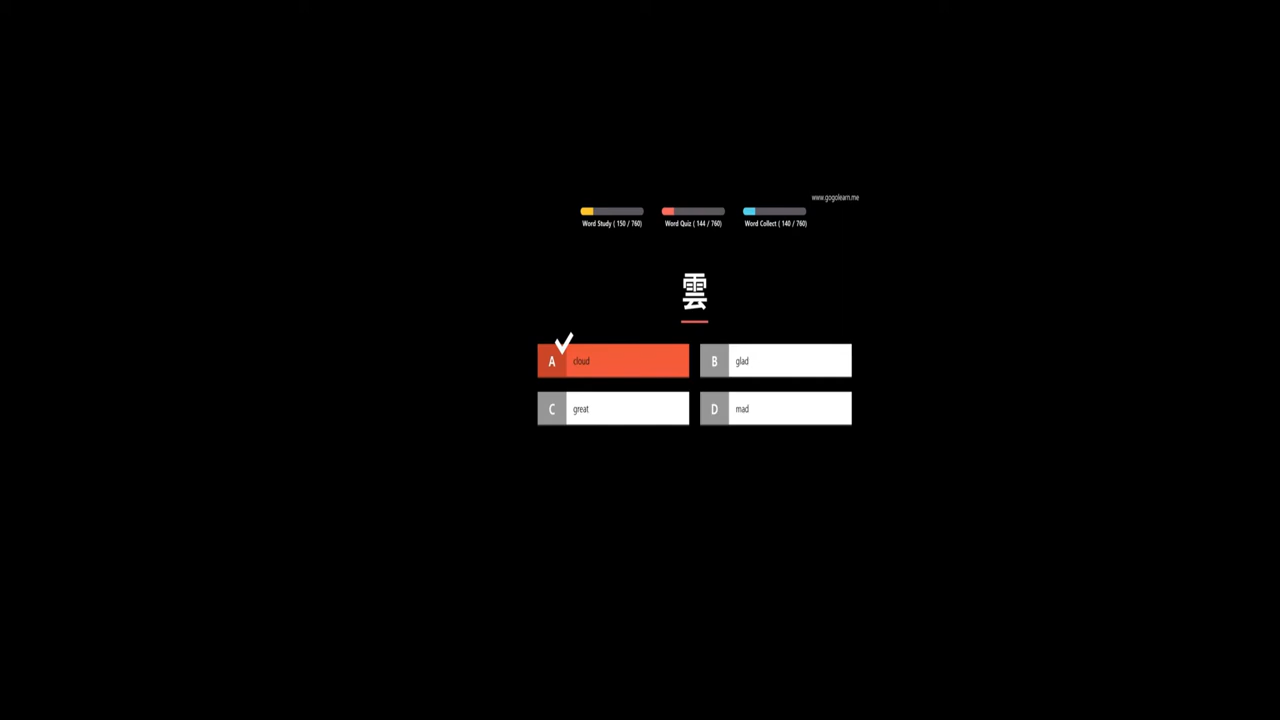 www.gogolearn.me
Word Study ( 150 / 760)
Word Quiz ( 144 / 760)
Word Collect ( 140 / 760)
雲
A cloud
B glad
C great
D mad